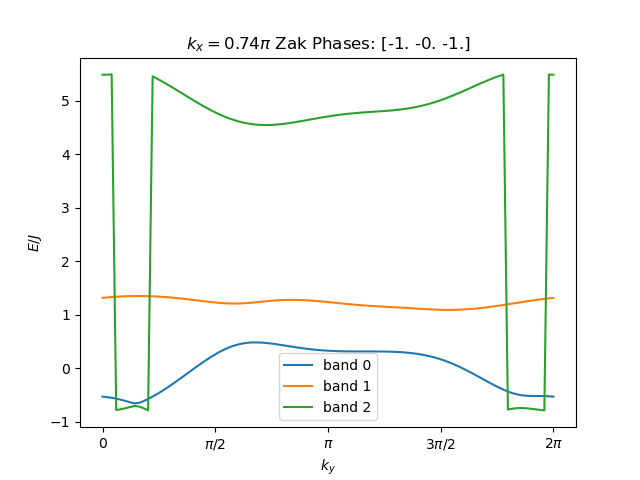 $k_x = 0.74\pi$ Zak Phases: [-1. -0. -1.]
E/J
5
4
3
2
1
0
−1
band 0
band 1
band 2
0
π/2
π
3π/2
2π
$k_y$